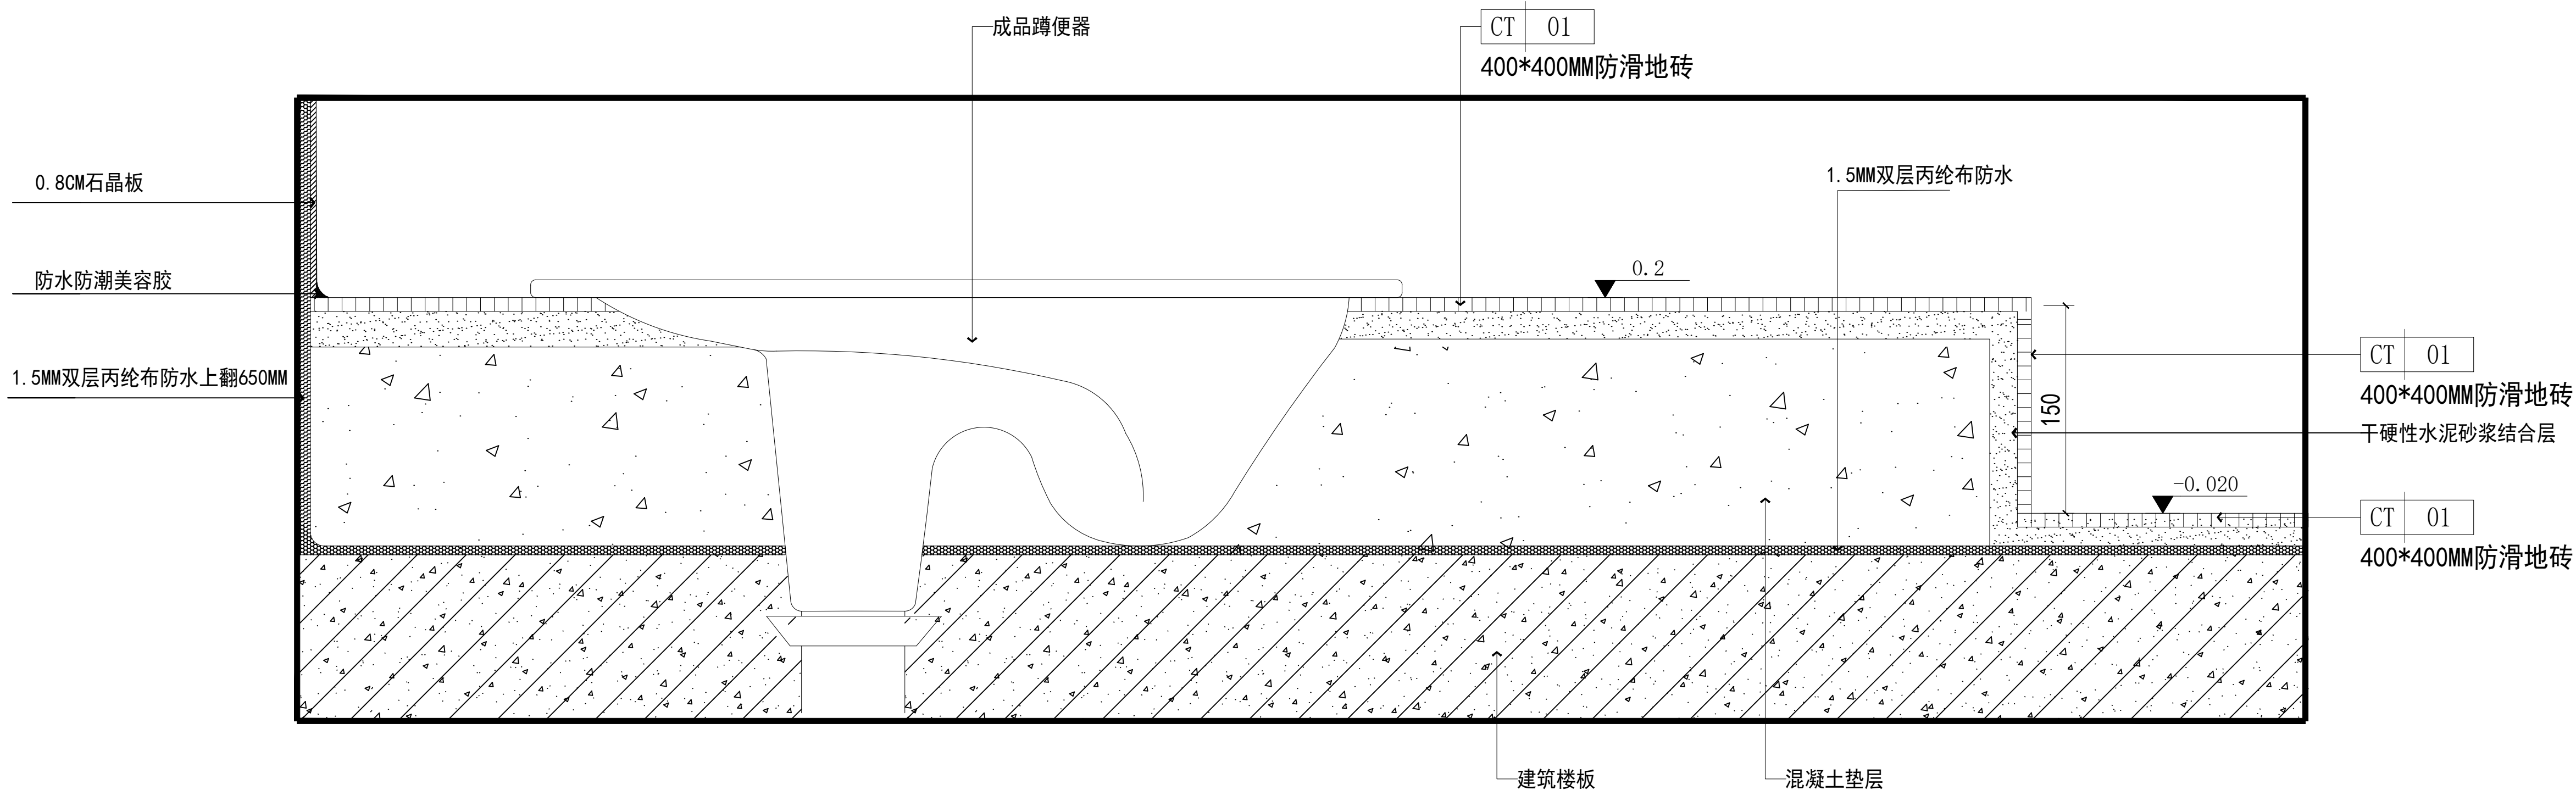 成品蹲便器
CT 01
400*400MM防滑地砖
0.8CM石晶板
1.5MM双层丙纶布防水
防水防潮美容胶
0.2
1.5MM双层丙纶布防水上翻650MM
CT 01
400*400MM防滑地砖
150
干硬性水泥砂浆结合层
-0.020
CT 01
400*400MM防滑地砖
建筑楼板
混凝土垫层